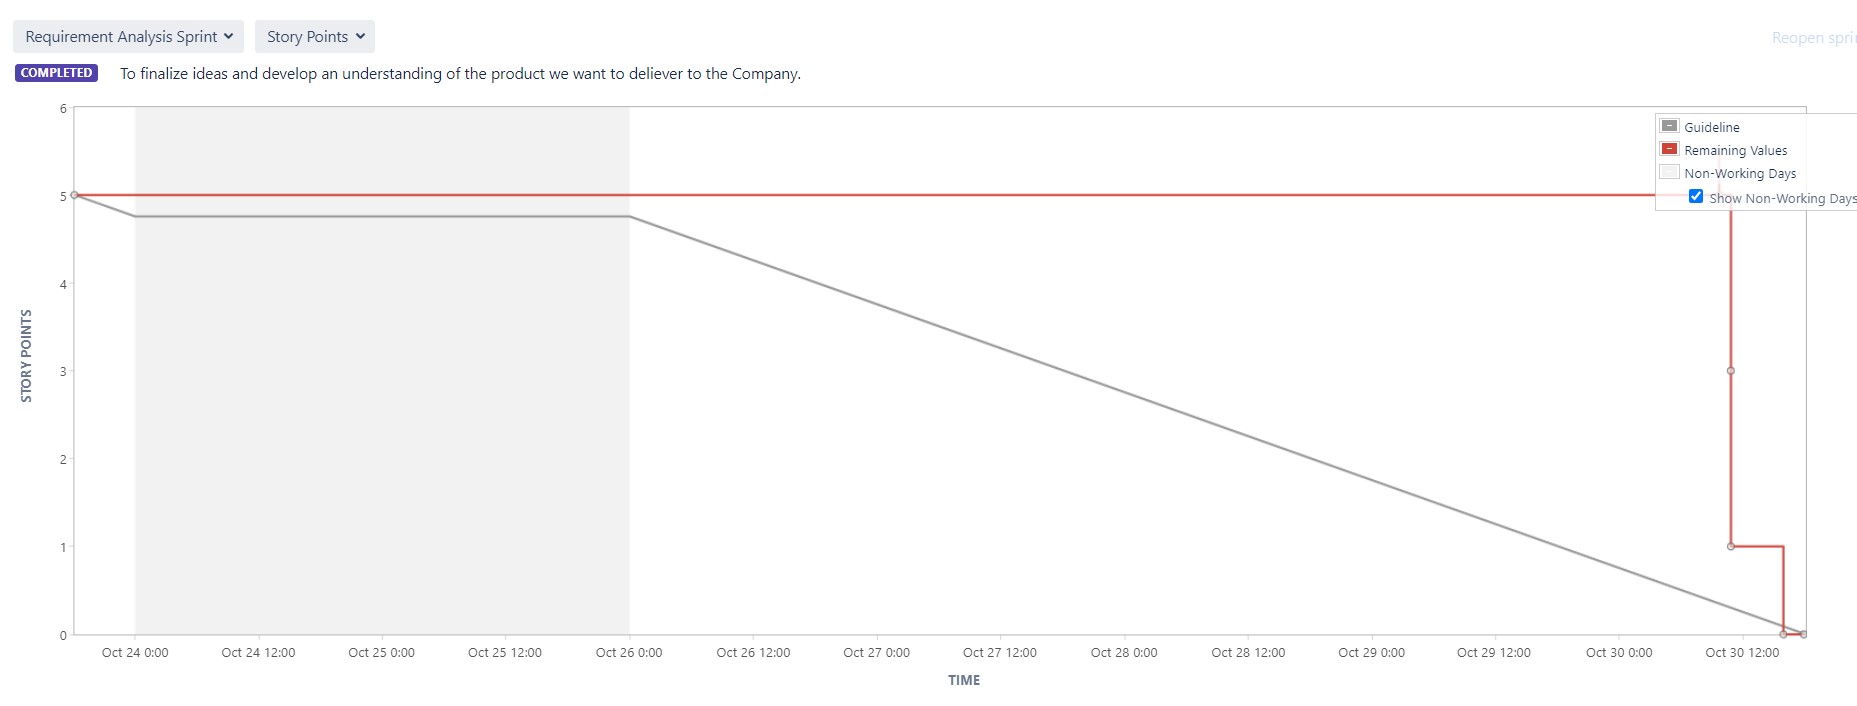 Requirement Analysis Sprint Story Points
Reopen spri
COMPLETED To finalize ideas and develop an understanding of the product we want to deliever to the Company.
6
5
4
3
2
1
0
STORY POINTS
Guideline
Remaining Values
Non-Working Days
Show Non-Working Days
Oct 24 0:00 Oct 24 12:00 Oct 25 0:00 Oct 25 12:00 Oct 26 0:00 Oct 26 12:00 Oct 27 0:00 Oct 27 12:00 Oct 28 0:00 Oct 28 12:00 Oct 29 0:00 Oct 29 12:00 Oct 30 0:00 Oct 30 12:00
TIME